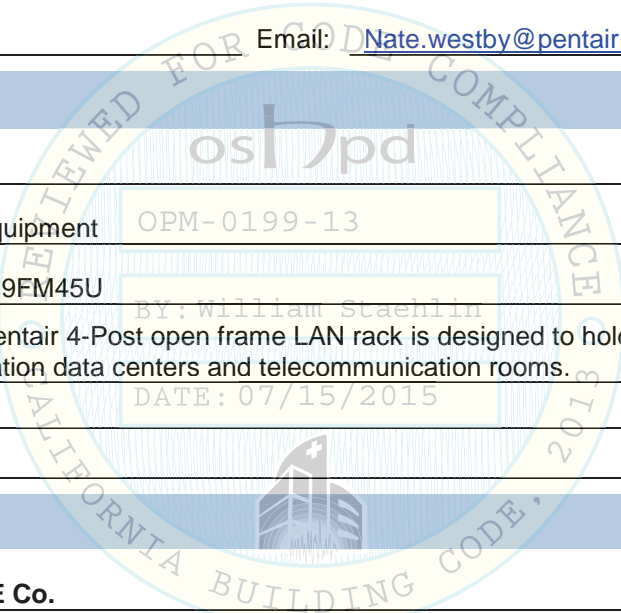 Email: Nate.westby@pentair
REVIEWED FOR CODE COMPLIANCE
oshpd
quipment
OPM-0199-13
9FM45U
BY: William Staehlin
entair 4-Post open frame LAN rack is designed to hold
ation data centers and telecommunication rooms.
DATE: 07/15/2015
CALIFORNIA BUILDING CODE, 2013
E Co.